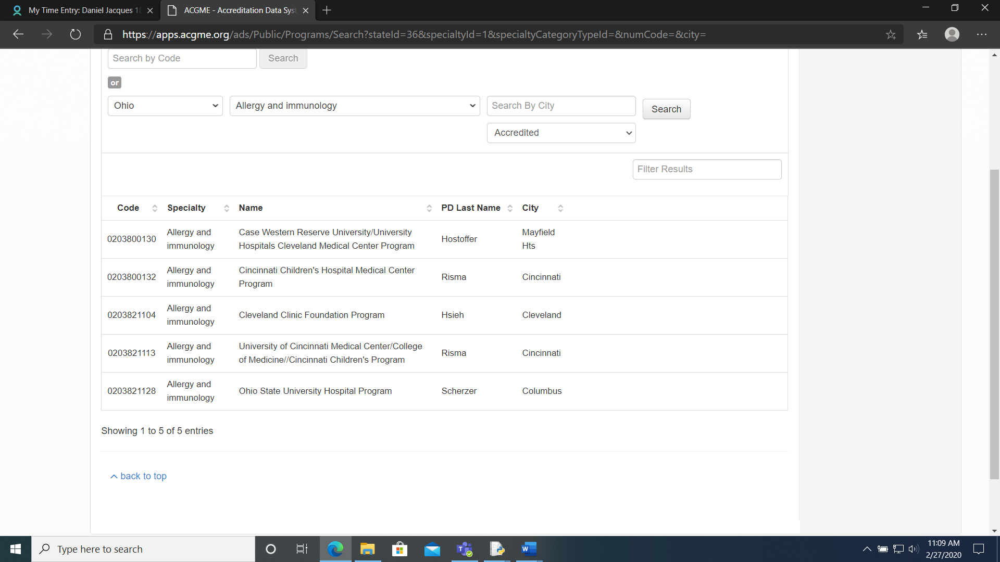 My Time Entry: Daniel Jacques
ACGME - Accreditation Data Syst
https://apps.acgme.org/ads/Public/Programs/Search?stateId=36&specialtyId=1&specialtyCategoryTypeId=&numCode=&city=
Search by Code Search
or
Ohio Allergy and immunology Search By City Search
Accredited
Filter Results
Code Specialty Name PD Last Name City
0203800130 Allergy and immunology Case Western Reserve University/University Hospitals Cleveland Medical Center Program Hostoffer Mayfield Hts
0203800132 Allergy and immunology Cincinnati Children's Hospital Medical Center Program Risma Cincinnati
0203821104 Allergy and immunology Cleveland Clinic Foundation Program Hsieh Cleveland
0203821113 Allergy and immunology University of Cincinnati Medical Center/College of Medicine//Cincinnati Children's Program Risma Cincinnati
0203821128 Allergy and immunology Ohio State University Hospital Program Scherzer Columbus
Showing 1 to 5 of 5 entries
back to top
Type here to search
11:09 AM
2/27/2020